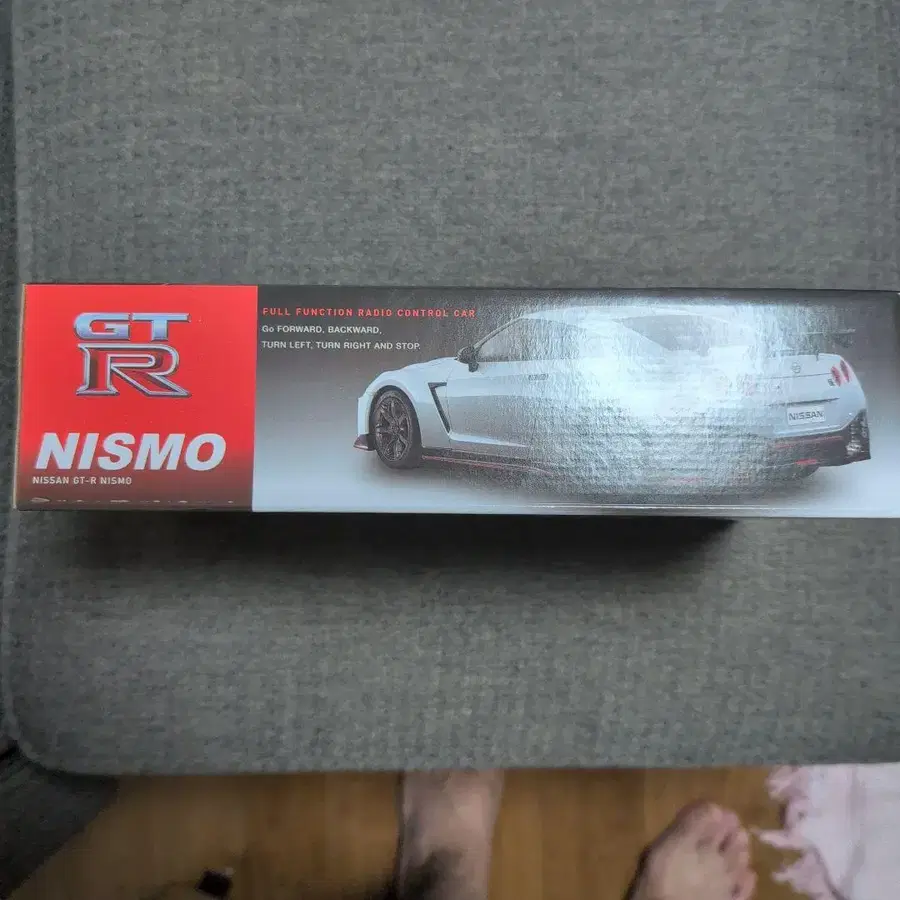 GT
R
NISMO
NISSAN GT-R NISMO
FULL FUNCTION RADIO CONTROL CAR
Go FORWARD, BACKWARD,
TURN LEFT, TURN RIGHT AND STOP.
NISSAN